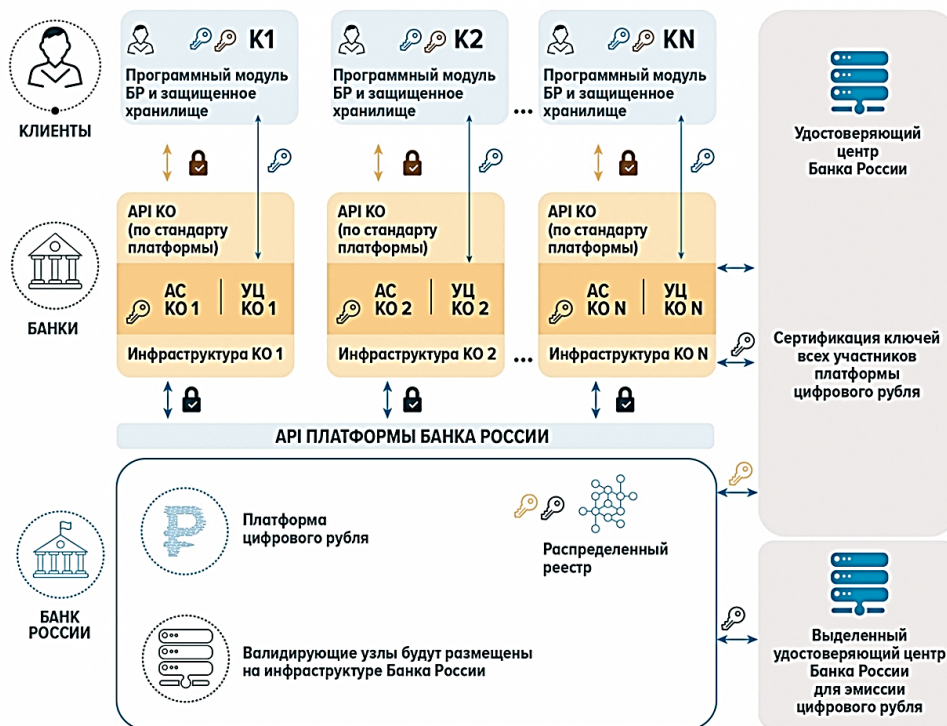 К1
Программный модуль
БР и защищенное
хранилище
К2
Программный модуль
БР и защищенное
хранилище
...
КN
Программный модуль
БР и защищенное
хранилище
КЛИЕНТЫ
Удостоверяющий
центр
Банка России
API КО
(по стандарту
платформы)
АС
КО 1
УЦ
КО 1
Инфраструктура КО 1
API КО
(по стандарту
платформы)
АС
КО 2
УЦ
КО 2
Инфраструктура КО 2
...
API КО
(по стандарту
платформы)
АС
КО N
УЦ
КО N
Инфраструктура КО N
БАНКИ
Сертификация ключей
всех участников
платформы
цифрового рубля
API ПЛАТФОРМЫ БАНКА РОССИИ
Платформа
цифрового рубля
Распределенный
реестр
БАНК
РОССИИ
Валидирующие узлы будут размещены
на инфраструктуре Банка России
Выделенный
удостоверяющий центр
Банка России
для эмиссии
цифрового рубля